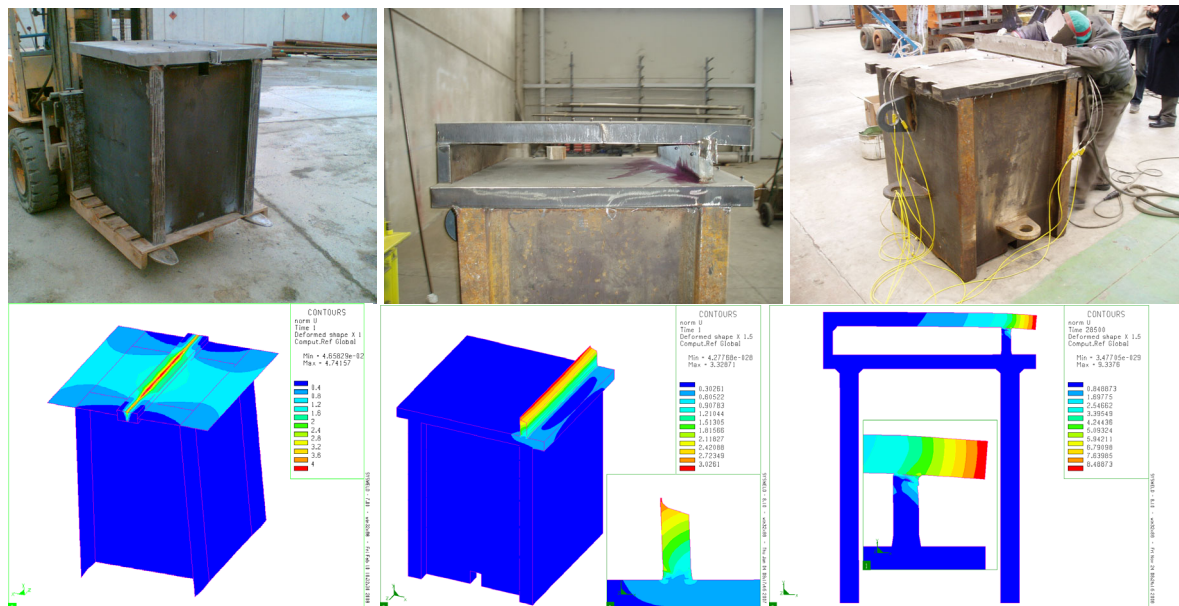 CONTOURS
norm U
Time 1
Deformed shape X 1
Comput.Ref Global
Min = 4.65829e-02
Max = 4.74157
0.4
0.8
1.2
1.6
2
2.4
2.8
3.2
3.6
4
CONTOURS
norm U
Time 1
Deformed shape X 1.5
Comput.Ref Global
Min = 4.27788e-028
Max = 3.32871
0.30261
0.60522
0.90783
1.21044
1.51305
1.81566
2.11827
2.42088
2.72349
3.0261
CONTOURS
norm U
Time 28500
Deformed shape X 1.5
Comput.Ref Global
Min = 3.47705e-029
Max = 9.3376
0.848873
1.69775
2.54662
3.39549
4.24436
5.09324
5.94211
6.79098
7.63985
8.48873